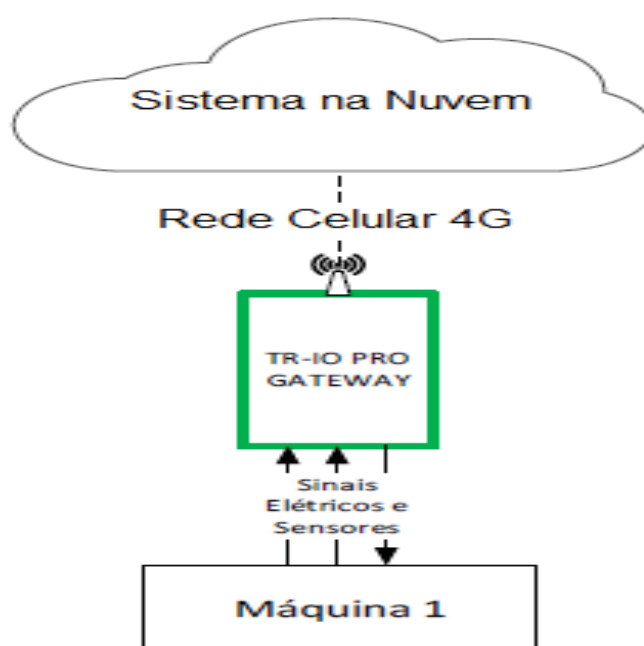 Sistema na Nuvem
Rede Celular 4G
TR-IO PRO
GATEWAY
Sinais
Elétricos e
Sensores
Máquina 1